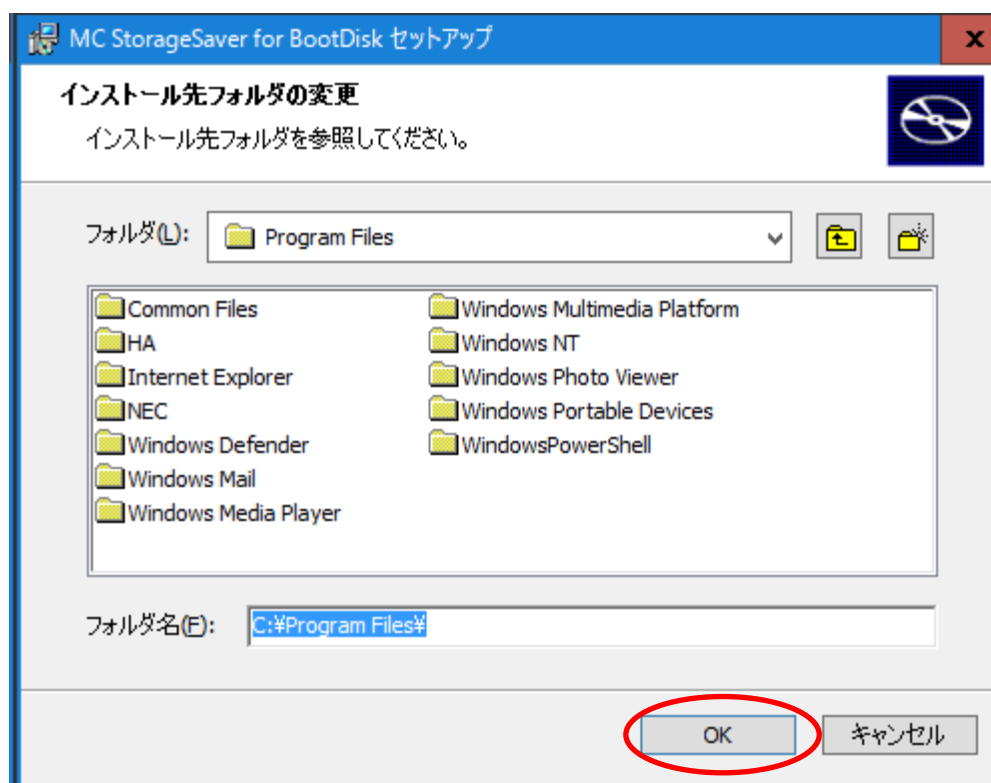 MC StorageSaver for BootDisk セットアップ
インストール先フォルダの変更
インストール先フォルダを参照してください。
フォルダ(L):
Program Files
Common Files
HA
Internet Explorer
NEC
Windows Defender
Windows Mail
Windows Media Player
Windows Multimedia Platform
Windows NT
Windows Photo Viewer
Windows Portable Devices
WindowsPowerShell
フォルダ名(F): C:¥Program Files¥
OK キャンセル